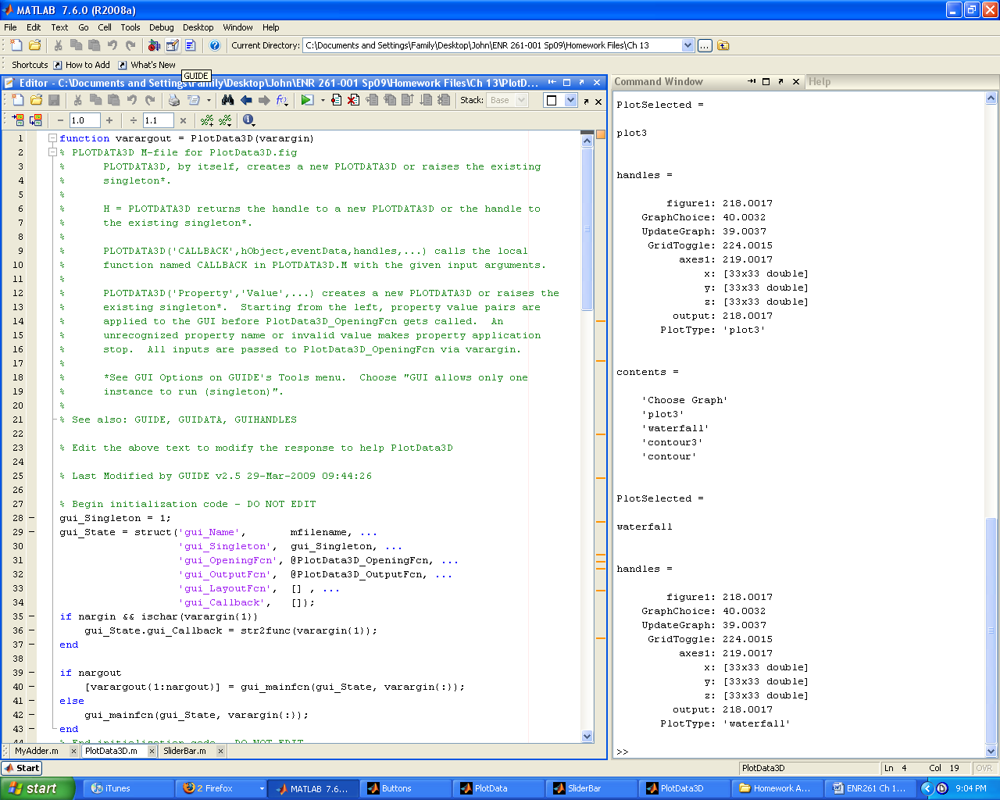 MATLAB 7.6.0 (R2008a)
File Edit Text Go Cell Tools Debug Desktop Window Help
Current Directory: C:\Documents and Settings\Family\Desktop\John\ENR 261-001 Sp09\Homework Files\Ch 13
Shortcuts How to Add What's New
GUIDE
Editor - C:\Documents and Settings\Family\Desktop\John\ENR 261-001 Sp09\Homework Files\Ch 13\PlotD...
Stack: Base
1.0 1.1
1 function varargout = PlotData3D(varargin)
2 % PLOTDATA3D M-file for PlotData3D.fig
3 % PLOTDATA3D, by itself, creates a new PLOTDATA3D or raises the existing
4 % singleton*.
5 %
6 % H = PLOTDATA3D returns the handle to a new PLOTDATA3D or the handle to
7 % the existing singleton*.
8 %
9 % PLOTDATA3D('CALLBACK',hObject,eventData,handles,...) calls the local
10 % function named CALLBACK in PLOTDATA3D.M with the given input arguments.
11 %
12 % PLOTDATA3D('Property','Value',...) creates a new PLOTDATA3D or raises the
13 % existing singleton*. Starting from the left, property value pairs are
14 % applied to the GUI before PlotData3D_OpeningFcn gets called. An
15 % unrecognized property name or invalid value makes property application
16 % stop. All inputs are passed to PlotData3D_OpeningFcn via varargin.
17 %
18 % *See GUI Options on GUIDE's Tools menu. Choose "GUI allows only one
19 % instance to run (singleton)".
20 %
21 % See also: GUIDE, GUIDATA, GUIHANDLES
22
23 % Edit the above text to modify the response to help PlotData3D
24
25 % Last Modified by GUIDE v2.5 29-Mar-2009 09:44:26
26
27 % Begin initialization code - DO NOT EDIT
28 gui_Singleton = 1;
29 gui_State = struct('gui_Name', mfilename, ...
30 'gui_Singleton', gui_Singleton, ...
31 'gui_OpeningFcn', @PlotData3D_OpeningFcn, ...
32 'gui_OutputFcn', @PlotData3D_OutputFcn, ...
33 'gui_LayoutFcn', [] , ...
34 'gui_Callback', []);
35 if nargin && ischar(varargin{1})
36 gui_State.gui_Callback = str2func(varargin{1});
37 end
38
39 if nargout
40 [varargout{1:nargout}] = gui_mainfcn(gui_State, varargin{:});
41 else
42 gui_mainfcn(gui_State, varargin{:});
43 end
44 % End initialization code - DO NOT EDIT
MyAdder.m PlotData3D.m SliderBar.m
Command Window Help
PlotSelected =
plot3
handles =
figure1: 218.0017
GraphChoice: 40.0032
UpdateGraph: 39.0037
GridToggle: 224.0015
axes1: 219.0017
x: [33x33 double]
y: [33x33 double]
z: [33x33 double]
output: 218.0017
PlotType: 'plot3'
contents =
'Choose Graph'
'plot3'
'waterfall'
'contour3'
'contour'
PlotSelected =
waterfall
handles =
figure1: 218.0017
GraphChoice: 40.0032
UpdateGraph: 39.0037
GridToggle: 224.0015
axes1: 219.0017
x: [33x33 double]
y: [33x33 double]
z: [33x33 double]
output: 218.0017
PlotType: 'waterfall'
>>
Start PlotData3D Ln 4 Col 19 OVR
start iTunes 2 Firefox MATLAB 7.6... Buttons PlotData SliderBar PlotData3D Homework A... ENR261 Ch 1... 9:04 PM